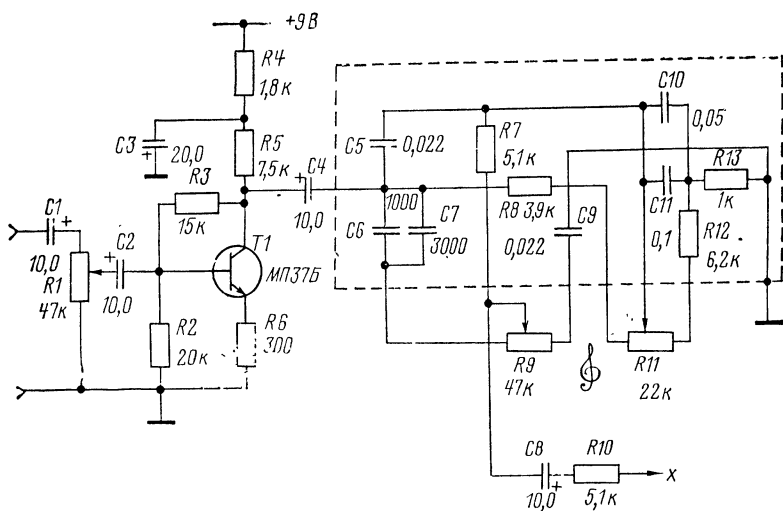 +9В
R4
1,8к
C3
20,0
R5
7,5к
R3
15к
C4
10,0
C1
10,0
R1
47к
C2
10,0
T1
МП37Б
R2
20к
R6
300
C5
0,022
R7
5,1к
C10
0,05
1000
C6
C7
3000
R8 3,9к
C9
0,022
C11
0,1
R13
1к
R12
6,2к
R9
47к
R11
22к
C8
10,0
R10
5,1к
X